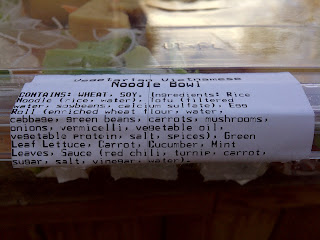 Vegetarian Vietnamese
Noodle Bowl
CONTAINS: WHEAT, SOY. Ingredients: Rice
Noodle (rice, water), Tofu (filtered
water, soybeans, calcium sulfate), Egg
Roll (enriched wheat flour, water,
cabbage, green beans, carrots, mushrooms,
onions, vermicelli, vegetable oil,
vegetable protein, salt, spices), Green
Leaf Lettuce, Carrot, Cucumber, Mint
Leaves, Sauce (red chili, turnip, carrot,
sugar, salt, vinegar, water).